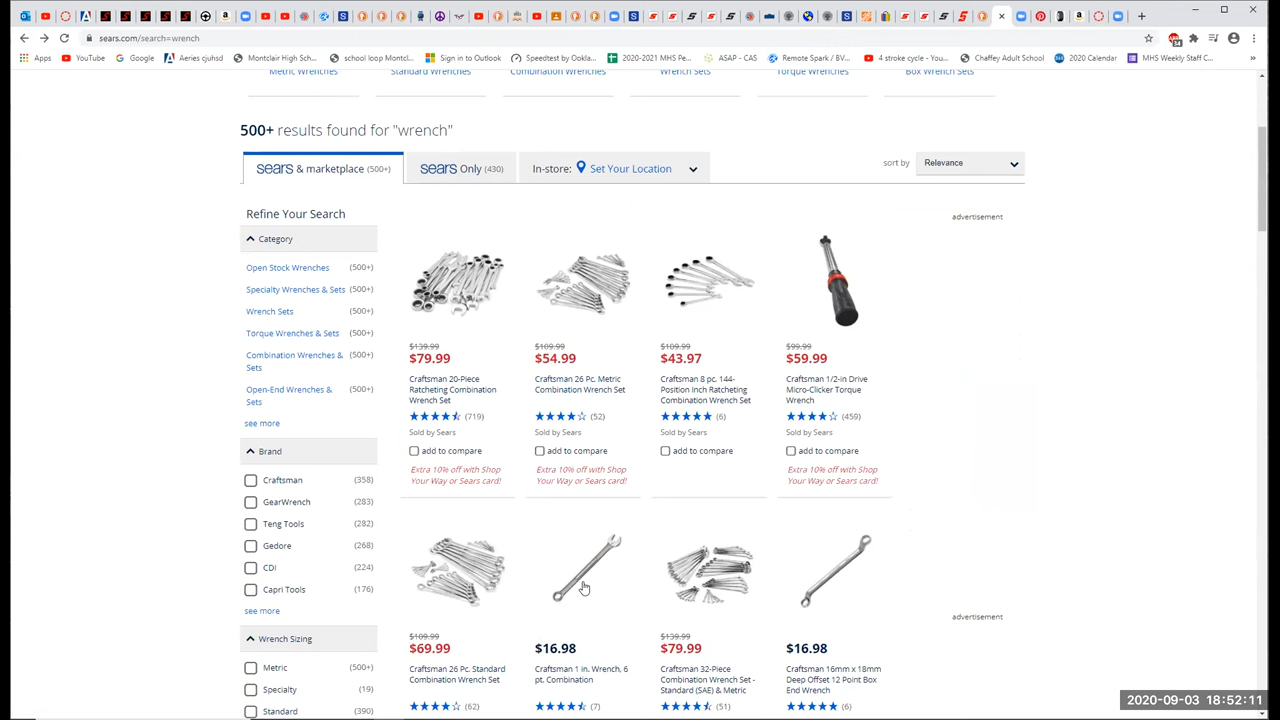 sears.com/search=wrench
Apps YouTube Google Aeries cjuhsd Montclair High Sch... school loop Montcl... Sign in to Outlook Speedtest by Ookla... 2020-2021 MHS Pe... ASAP - CAS Remote Spark / BV... 4 stroke cycle - You... Chaffey Adult School 2020 Calendar MHS Weekly Staff C... »
Metric Wrenches Standard Wrenches Combination Wrenches Wrench Sets Torque Wrenches Box Wrench Sets
500+ results found for "wrench"
sears & marketplace (500+) sears Only (430) In-store: Set Your Location sort by Relevance
Refine Your Search
advertisement
Category
Open Stock Wrenches (500+)
Specialty Wrenches & Sets (500+)
Wrench Sets (500+)
Torque Wrenches & Sets (500+)
Combination Wrenches & Sets (500+)
Open-End Wrenches & Sets (500+)
see more
Brand
Craftsman (358)
GearWrench (283)
Teng Tools (282)
Gedore (268)
CDI (224)
Capri Tools (176)
see more
Wrench Sizing
Metric (500+)
Specialty (19)
Standard (390)
$139.99
$79.99
Craftsman 20-Piece
Ratcheting Combination
Wrench Set
(719)
Sold by Sears
add to compare
Extra 10% off with Shop
Your Way or Sears card!
$109.99
$54.99
Craftsman 26 Pc. Metric
Combination Wrench Set
(52)
Sold by Sears
add to compare
Extra 10% off with Shop
Your Way or Sears card!
$109.99
$43.97
Craftsman 8 pc. 144-
Position Inch Ratcheting
Combination Wrench Set
(6)
Sold by Sears
add to compare
$99.99
$59.99
Craftsman 1/2-in Drive
Micro-Clicker Torque
Wrench
(459)
Sold by Sears
add to compare
Extra 10% off with Shop
Your Way or Sears card!
advertisement
$109.99
$69.99
Craftsman 26 Pc. Standard
Combination Wrench Set
(62)
$16.98
Craftsman 1 in. Wrench, 6
pt. Combination
(7)
$139.99
$79.99
Craftsman 32-Piece
Combination Wrench Set -
Standard (SAE) & Metric
(51)
$16.98
Craftsman 16mm x 18mm
Deep Offset 12 Point Box
End Wrench
(6)
2020-09-03 18:52:11